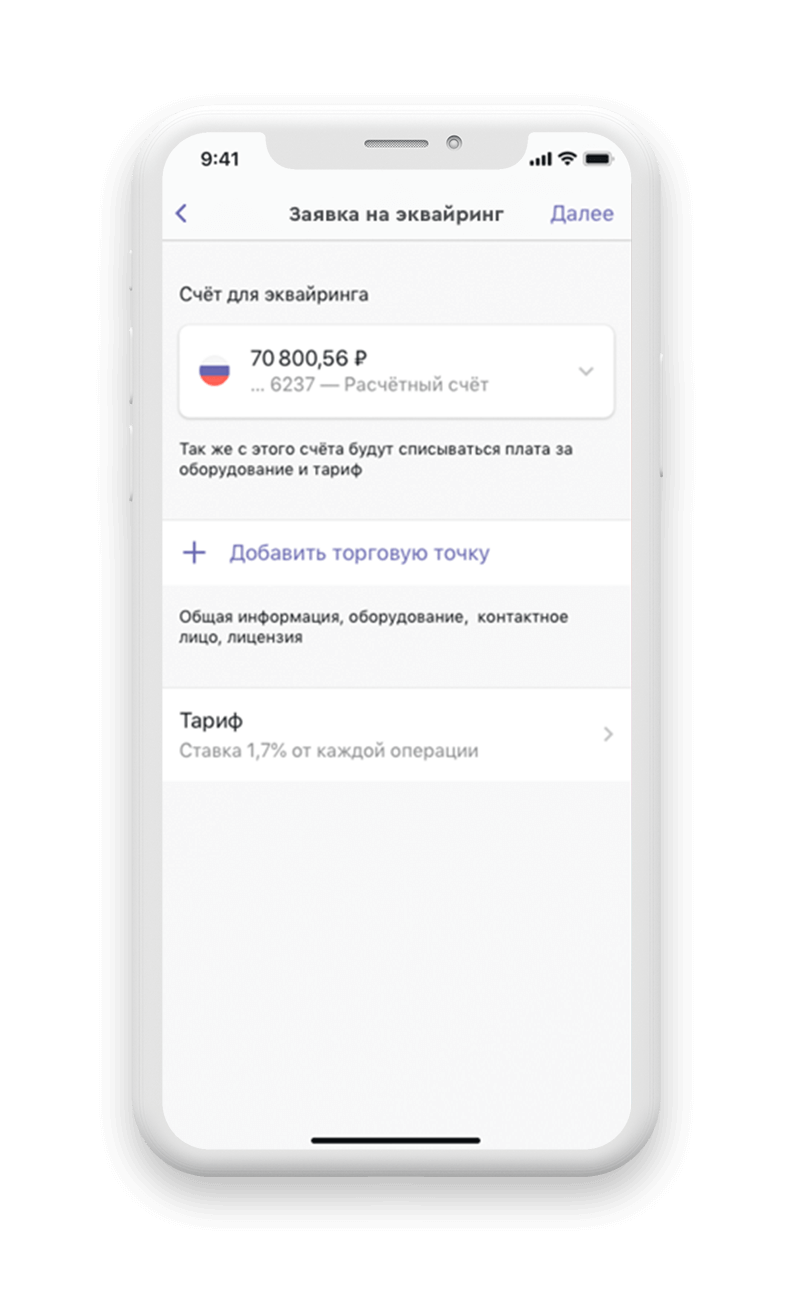 9:41
Заявка на эквайринг
Далее
Счёт для эквайринга
70 800,56 ₽
... 6237 — Расчётный счёт
Так же с этого счёта будут списываться плата за
оборудование и тариф
Добавить торговую точку
Общая информация, оборудование, контактное
лицо, лицензия
Тариф
Ставка 1,7% от каждой операции